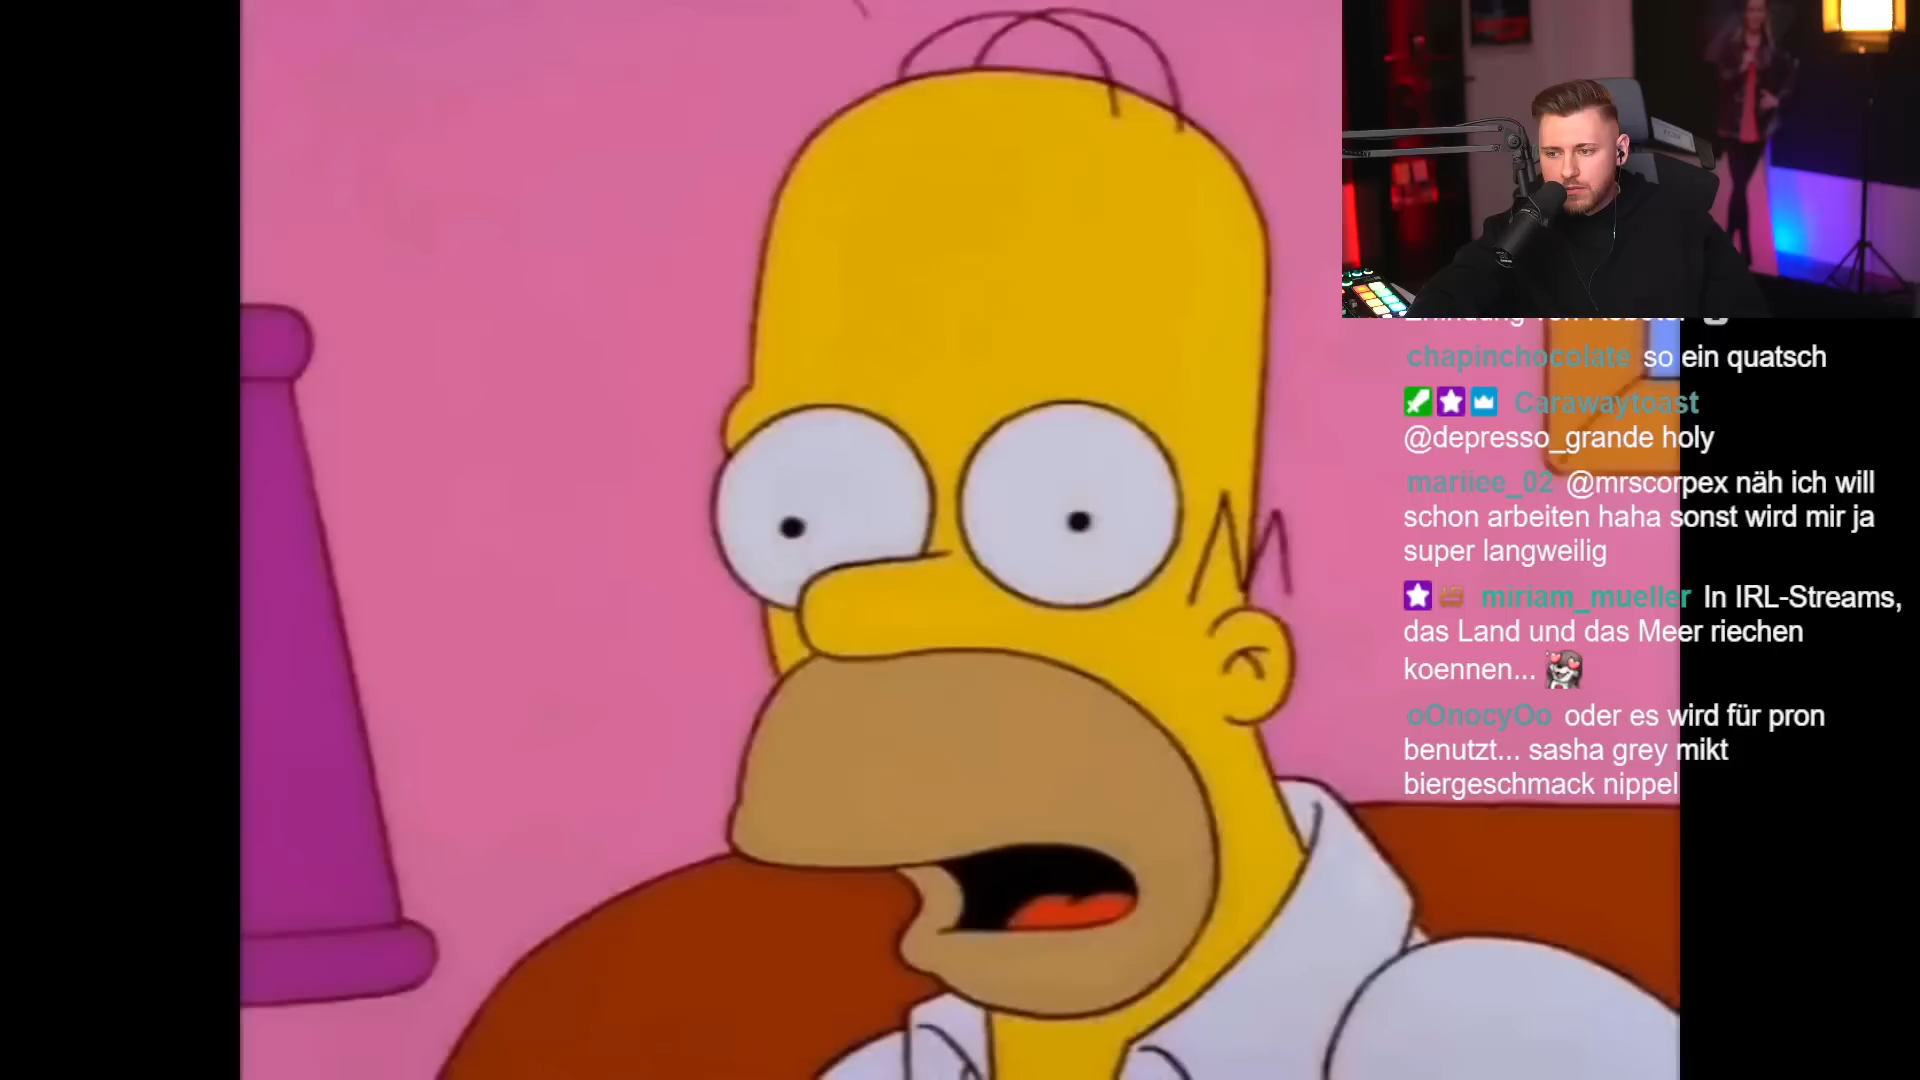 chapinchocolate so ein quatsch
Carawaytoast
@depresso_grande holy
mariiee_02 @mrscorpex näh ich will
schon arbeiten haha sonst wird mir ja
super langweilig
miriam_mueller In IRL-Streams,
das Land und das Meer riechen
koennen...
oOnocyOo oder es wird für pron
benutzt... sasha grey mikt
biergeschmack nippel